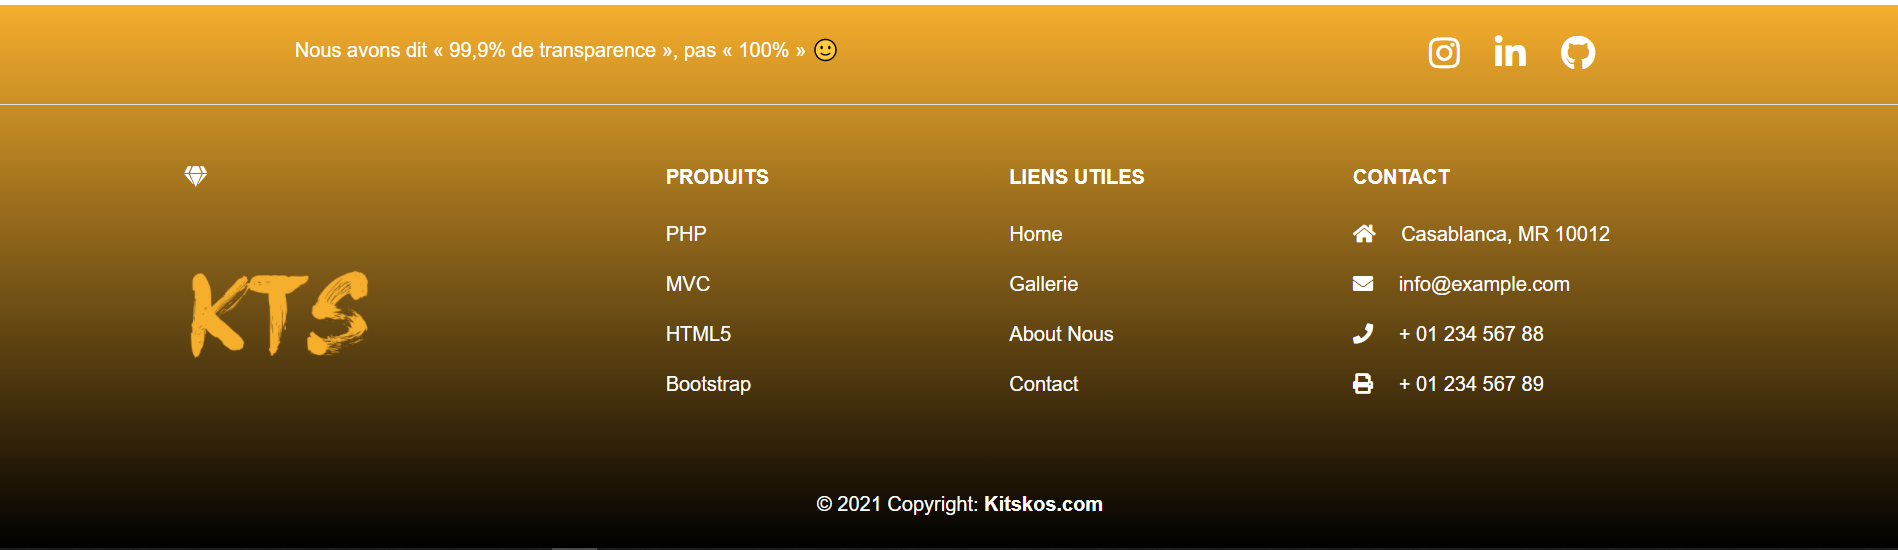 Nous avons dit « 99,9% de transparence », pas « 100% » 🙂
KTS
PRODUITS
PHP
MVC
HTML5
Bootstrap
LIENS UTILES
Home
Gallerie
About Nous
Contact
CONTACT
Casablanca, MR 10012
info@example.com
+ 01 234 567 88
+ 01 234 567 89
© 2021 Copyright: Kitskos.com